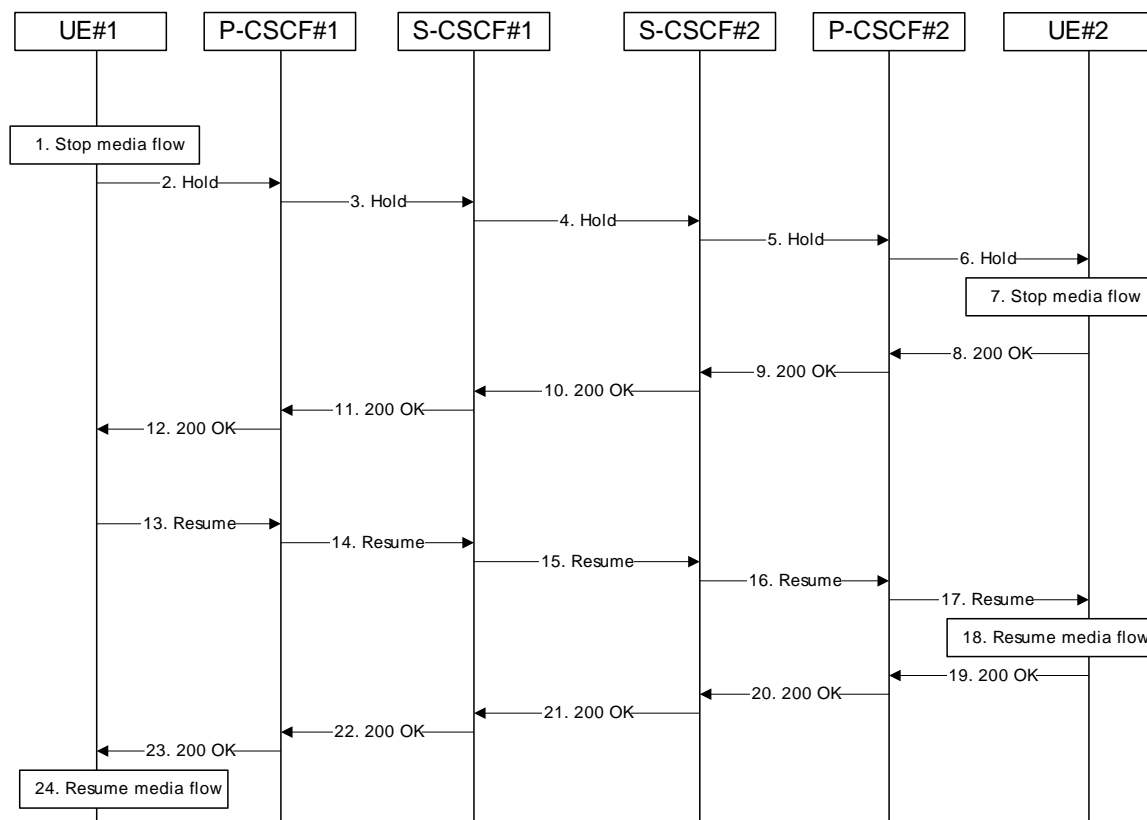 UE#1
P-CSCF#1
S-CSCF#1
S-CSCF#2
P-CSCF#2
UE#2
1. Stop media flow
2. Hold
3. Hold
4. Hold
5. Hold
6. Hold
7. Stop media flow
8. 200 OK
9. 200 OK
10. 200 OK
11. 200 OK
12. 200 OK
13. Resume
14. Resume
15. Resume
16. Resume
17. Resume
18. Resume media flow
19. 200 OK
20. 200 OK
21. 200 OK
22. 200 OK
23. 200 OK
24. Resume media flow